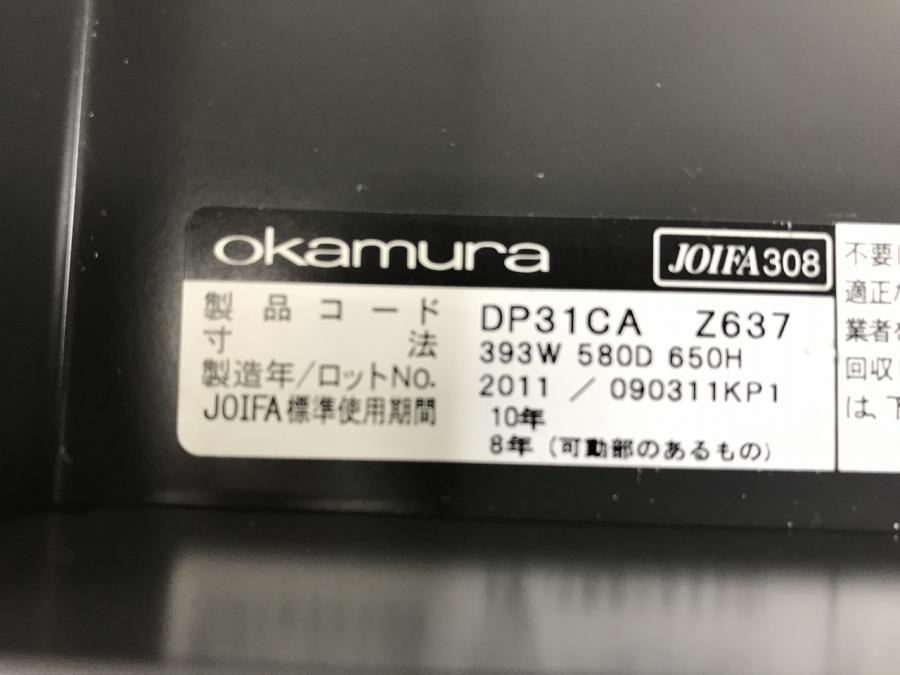 okamura
JOIFA308
製品コード DP31CA Z637
寸法 393W 580D 650H
製造年/ロットNo. 2011 / 090311KP1
JOIFA標準使用期間 10年
8年 (可動部のあるもの)
不要
適正
業者
回収
は、下